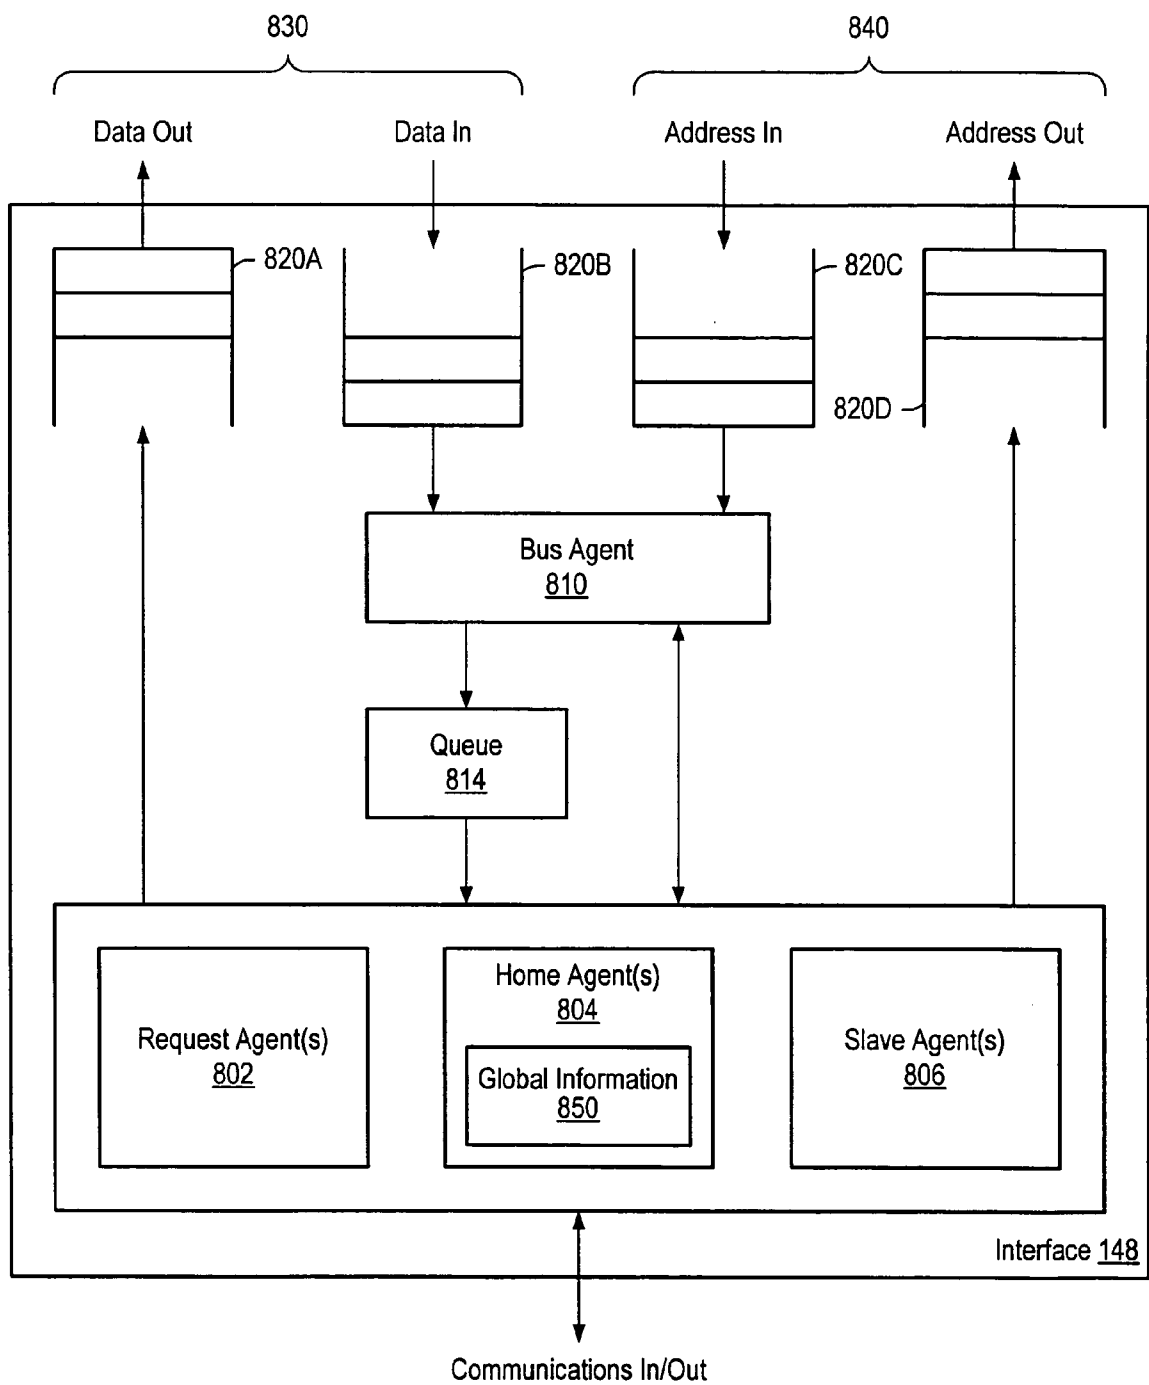 830
840
Data Out
Data In
Address In
Address Out
820A
820B
820C
820D
Bus Agent
810
Queue
814
Home Agent(s)
804
Request Agent(s)
802
Slave Agent(s)
806
Global Information
850
Interface 148
Communications In/Out